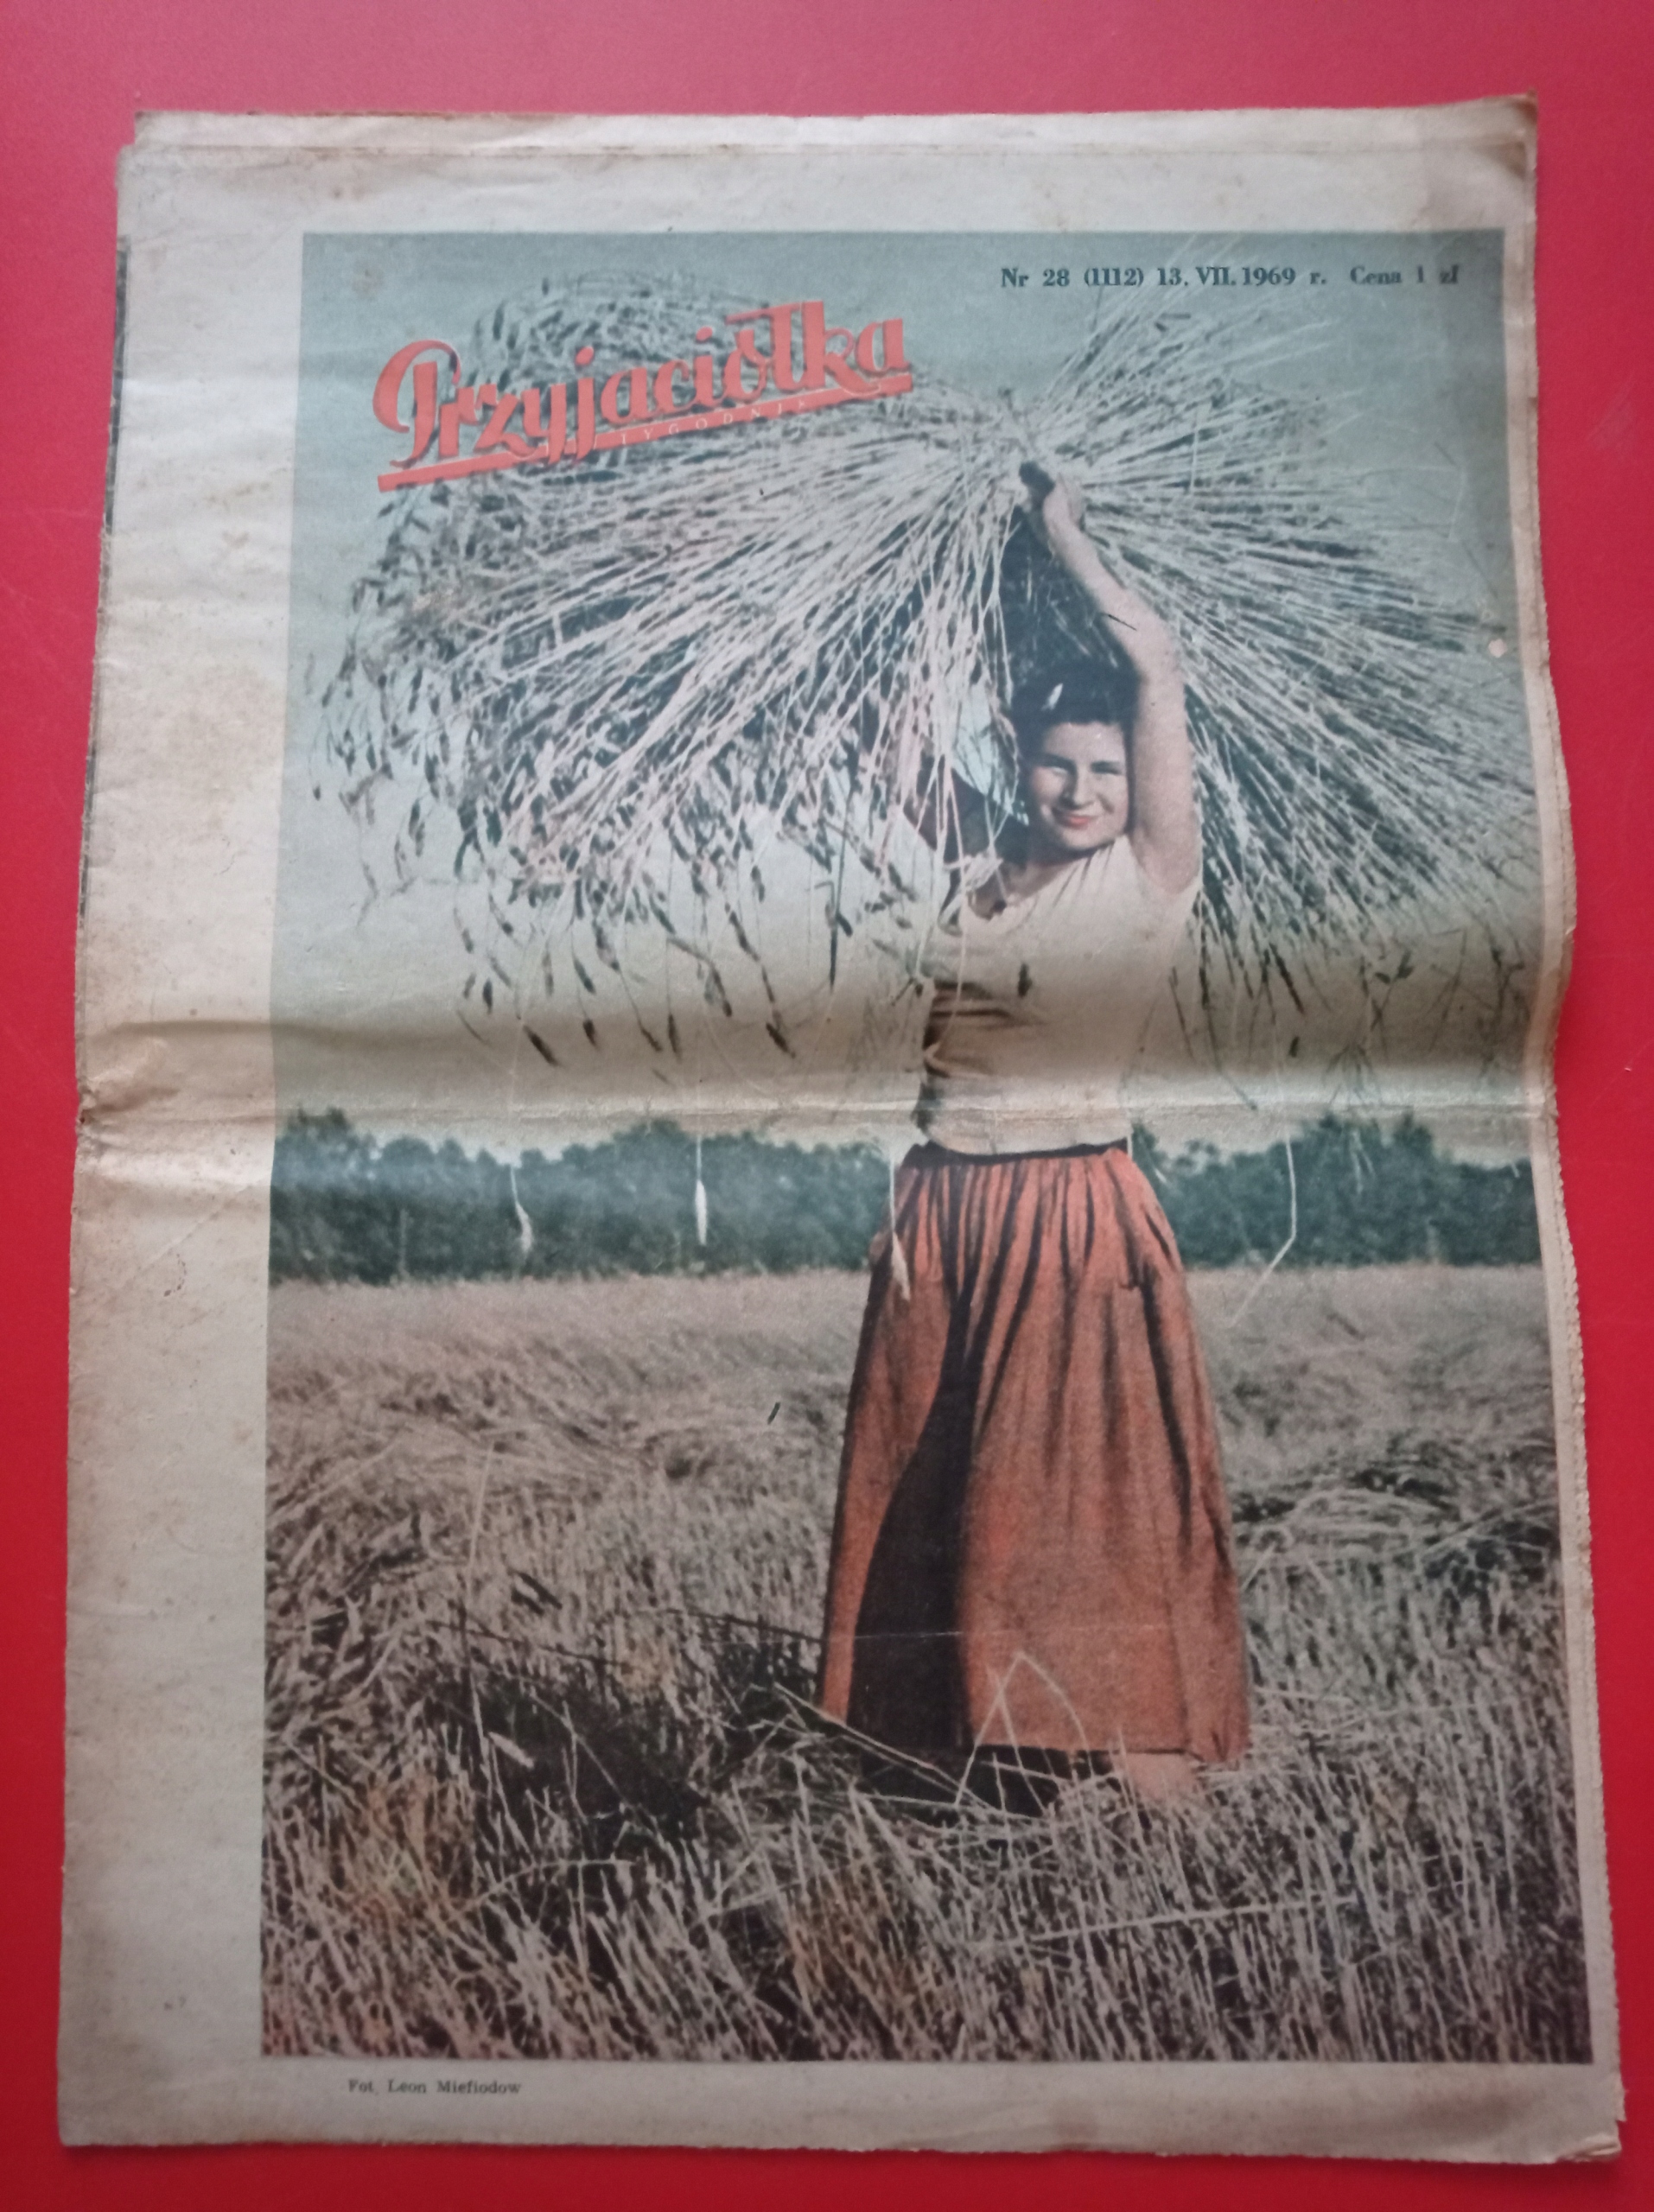 Nr 28 (1112) 13. VII. 1969 r. Cena 1 zł
Przyjaciółka
TYGODNIK
Fot. Leon Miefiodow